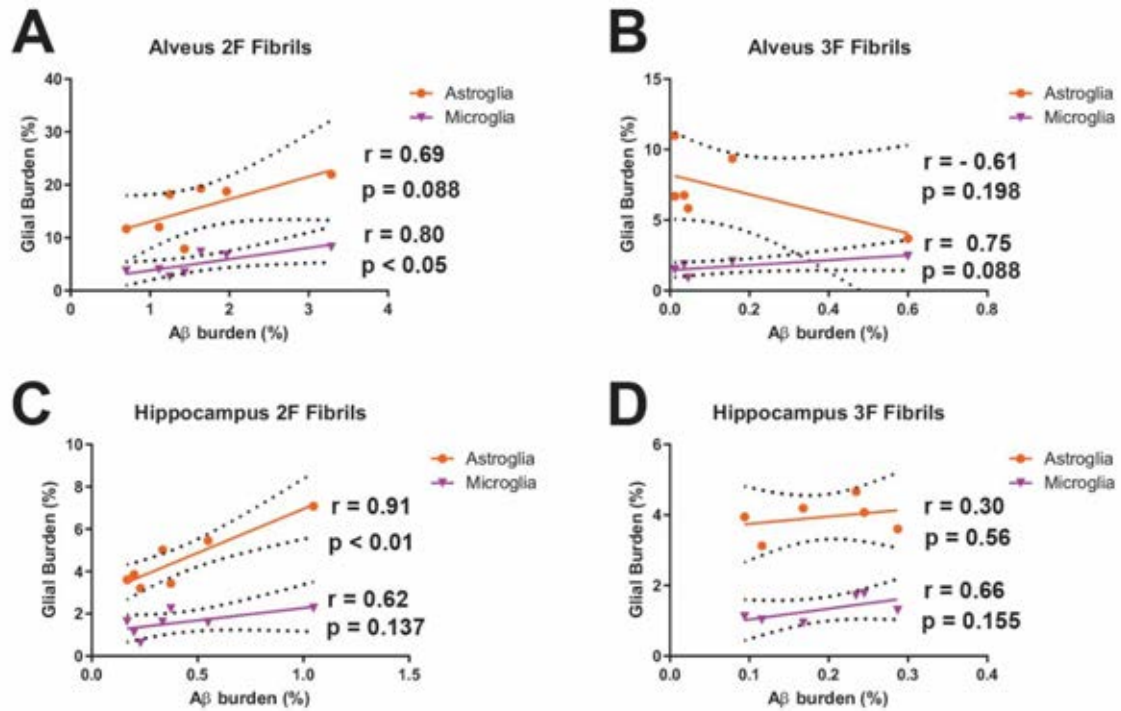 A
Alveus 2F Fibrils
40
30
20
10
0
0
1
2
3
4
Glial Burden (%)
Aβ burden (%)
Astroglia
Microglia
r = 0.69
p = 0.088
r = 0.80
p < 0.05
B
Alveus 3F Fibrils
15
10
5
0
0.0
0.2
0.4
0.6
0.8
Glial Burden (%)
Aβ burden (%)
Astroglia
Microglia
r = - 0.61
p = 0.198
r = 0.75
p = 0.088
C
Hippocampus 2F Fibrils
10
8
6
4
2
0
0.0
0.5
1.0
1.5
Glial Burden (%)
Aβ burden (%)
Astroglia
Microglia
r = 0.91
p < 0.01
r = 0.62
p = 0.137
D
Hippocampus 3F Fibrils
6
4
2
0
0.0
0.1
0.2
0.3
0.4
Glial Burden (%)
Aβ burden (%)
Astroglia
Microglia
r = 0.30
p = 0.56
r = 0.66
p = 0.155